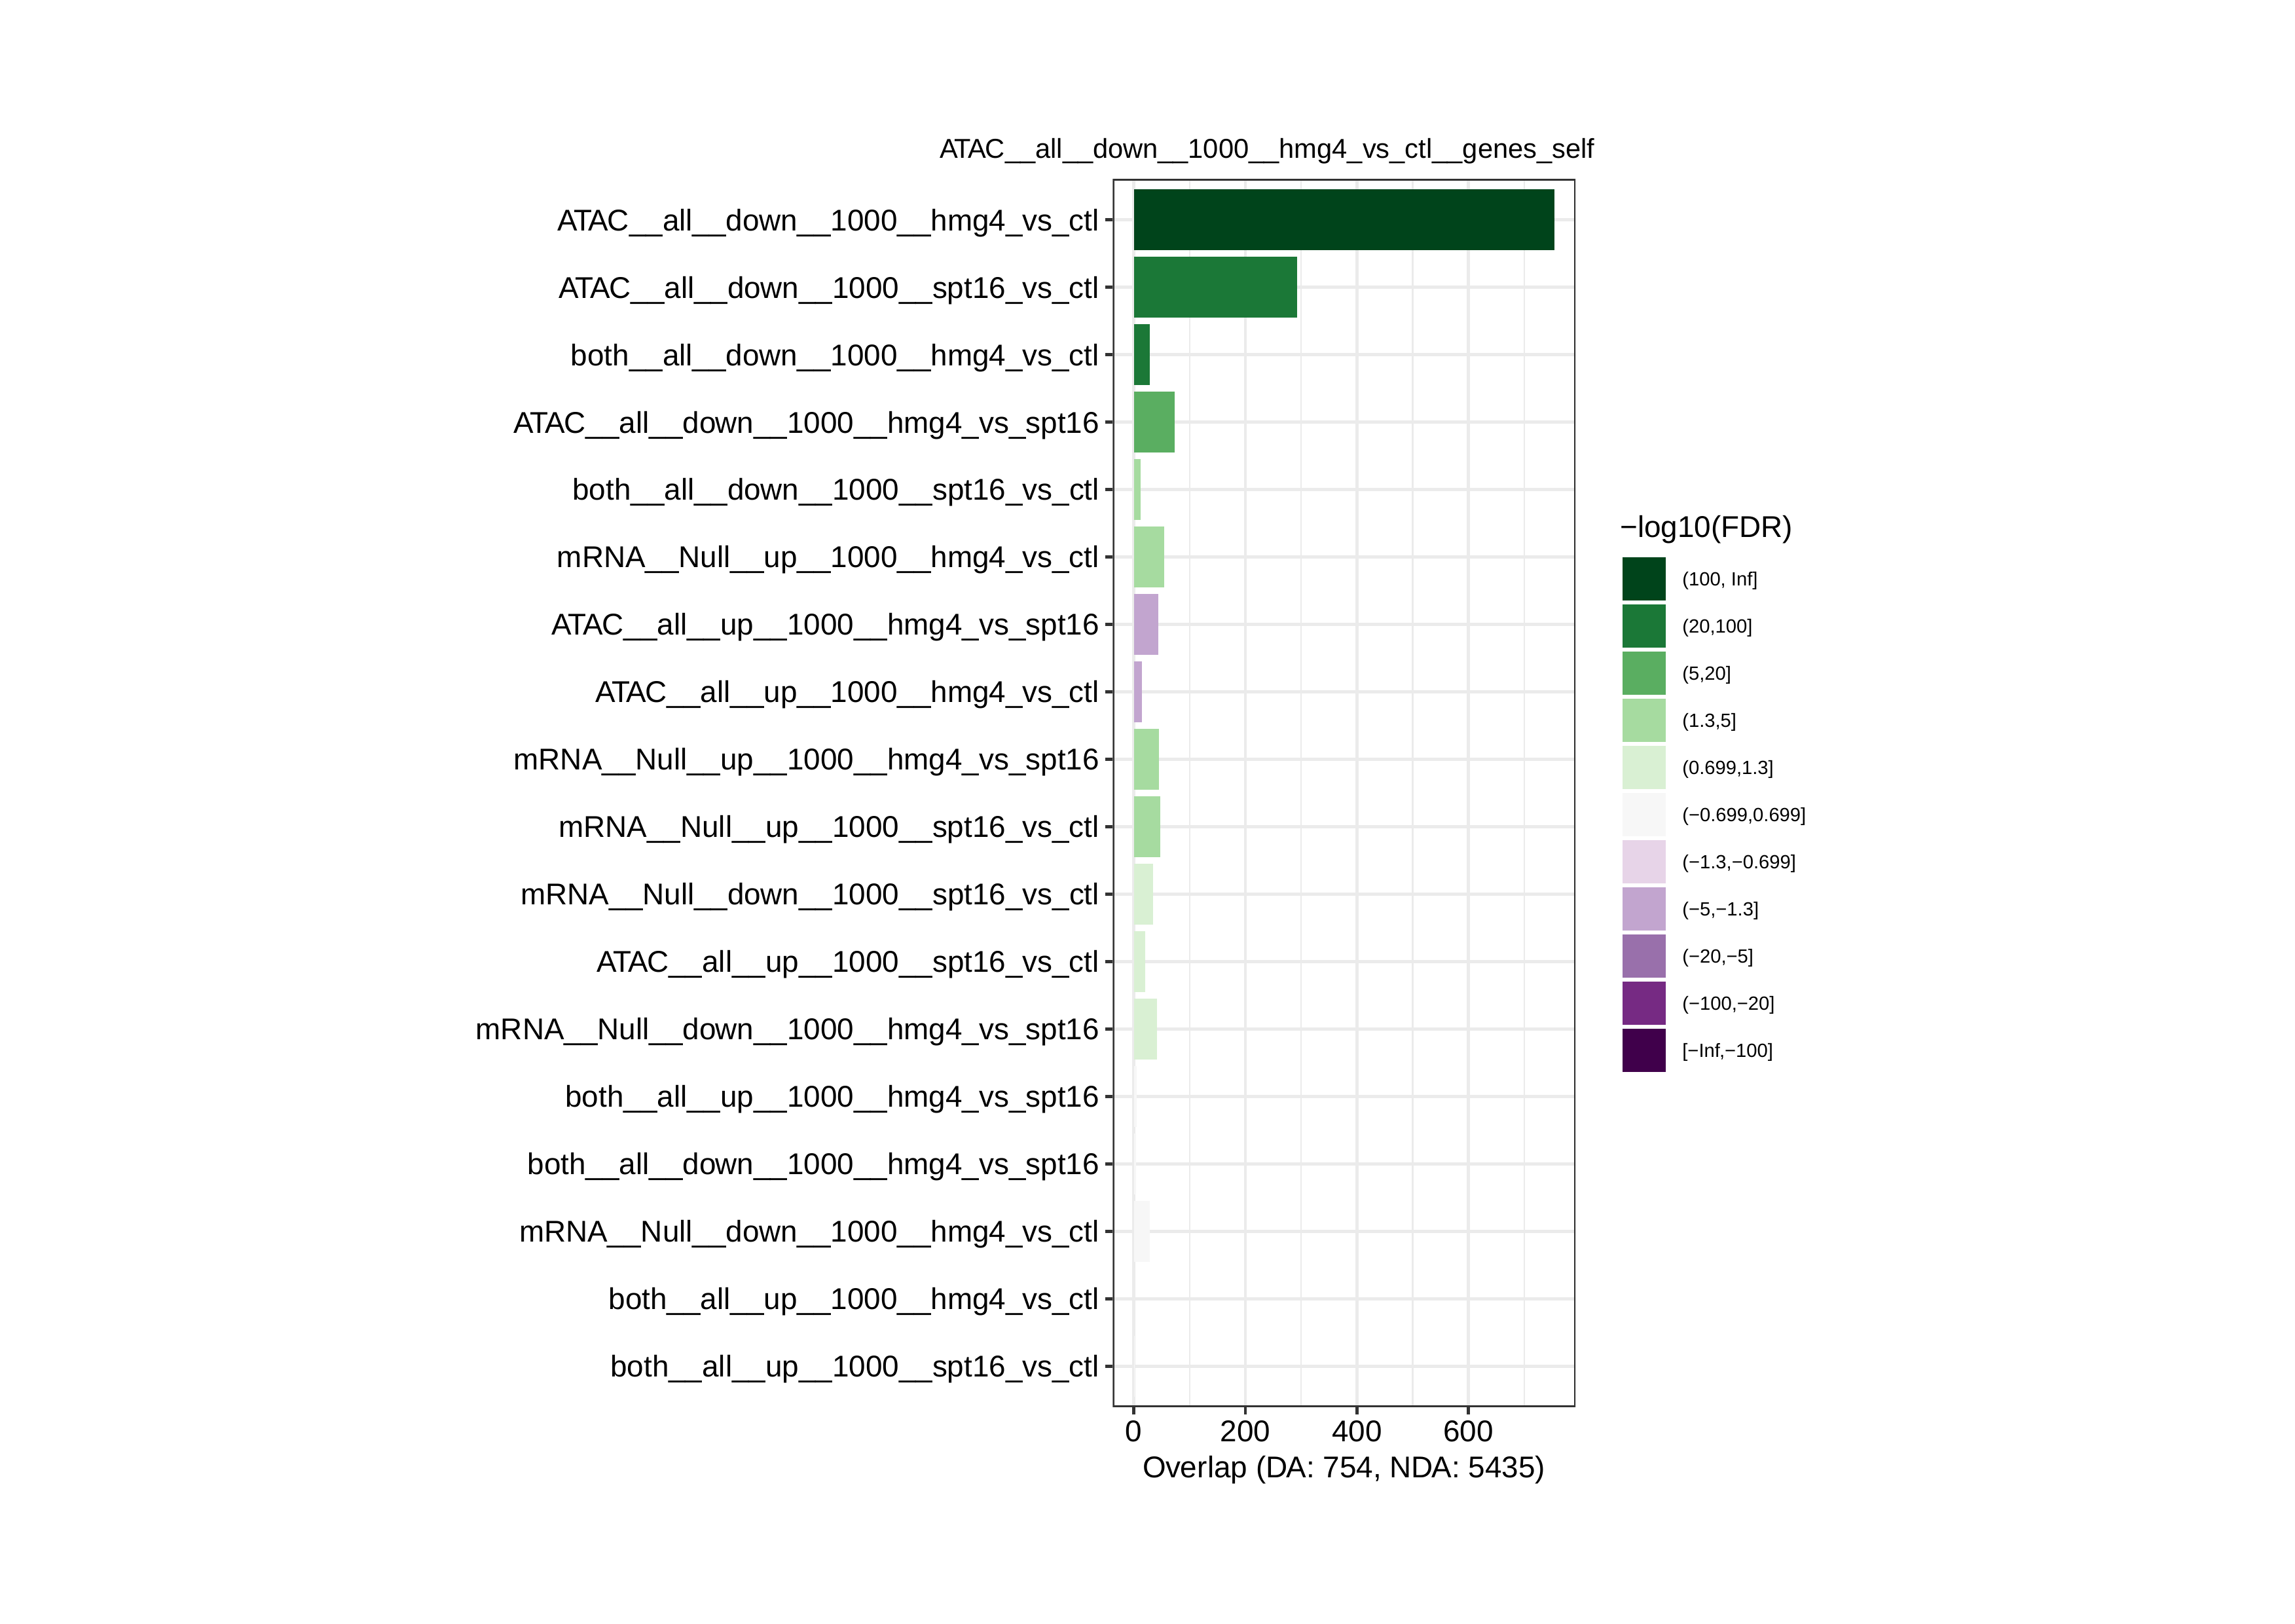 ATAC__all__down__1000__hmg4_vs_ctl__genes_self
ATAC__all__down__1000__hmg4_vs_ctl
ATAC__all__down__1000__spt16_vs_ctl
both__all__down__1000__hmg4_vs_ctl
ATAC__all__down__1000__hmg4_vs_spt16
both__all__down__1000__spt16_vs_ctl
mRNA__Null__up__1000__hmg4_vs_ctl
ATAC__all__up__1000__hmg4_vs_spt16
ATAC__all__up__1000__hmg4_vs_ctl
mRNA__Null__up__1000__hmg4_vs_spt16
mRNA__Null__up__1000__spt16_vs_ctl
mRNA__Null__down__1000__spt16_vs_ctl
ATAC__all__up__1000__spt16_vs_ctl
mRNA__Null__down__1000__hmg4_vs_spt16
both__all__up__1000__hmg4_vs_spt16
both__all__down__1000__hmg4_vs_spt16
mRNA__Null__down__1000__hmg4_vs_ctl
both__all__up__1000__hmg4_vs_ctl
both__all__up__1000__spt16_vs_ctl
0 200 400 600
Overlap (DA: 754, NDA: 5435)
−log10(FDR)
(100, Inf]
(20,100]
(5,20]
(1.3,5]
(0.699,1.3]
(−0.699,0.699]
(−1.3,−0.699]
(−5,−1.3]
(−20,−5]
(−100,−20]
[−Inf,−100]